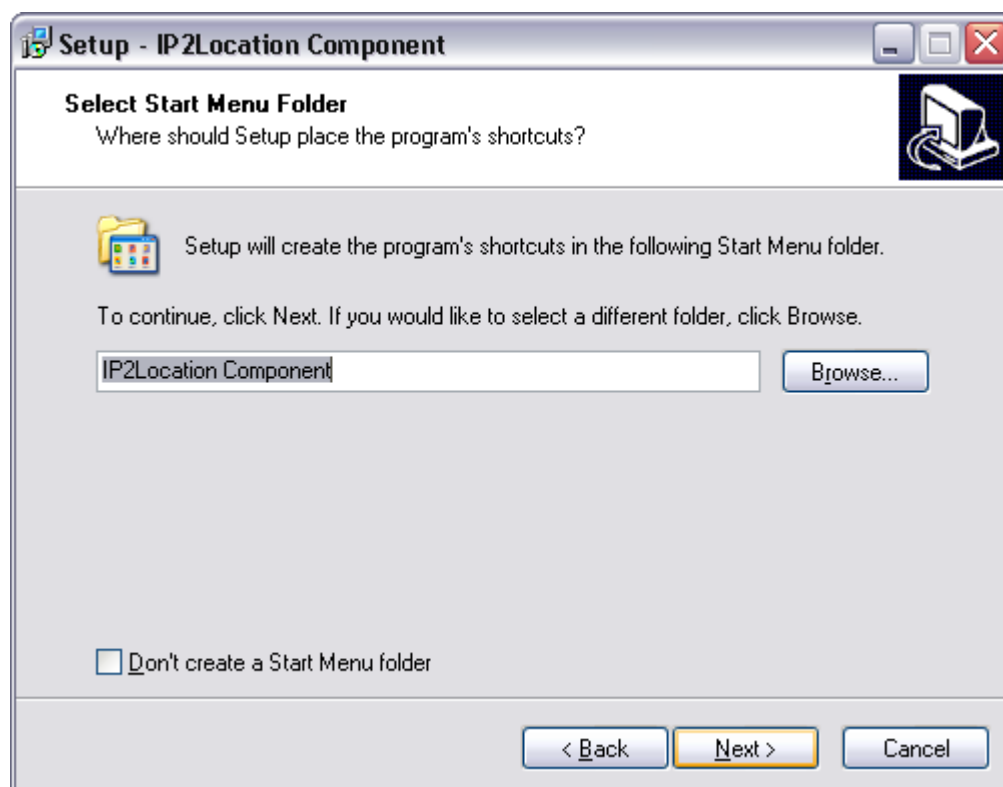 Setup - IP2Location Component
Select Start Menu Folder
Where should Setup place the program's shortcuts?
Setup will create the program's shortcuts in the following Start Menu folder.
To continue, click Next. If you would like to select a different folder, click Browse.
IP2Location Component
Browse...
Don't create a Start Menu folder
< Back
Next >
Cancel